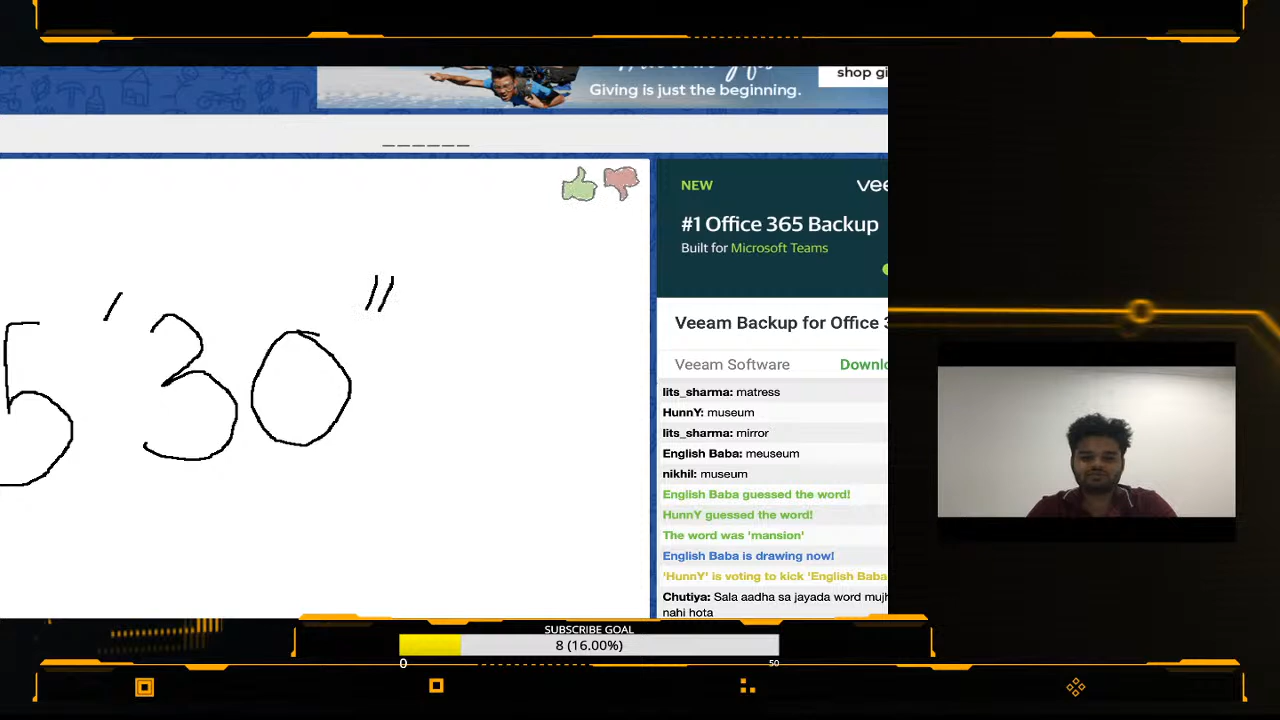 Giving is just the beginning.
shop gi
______
NEW
vee
#1 Office 365 Backup
Built for Microsoft Teams
5 ' 30 "
Veeam Backup for Office 3
Veeam Software
Downlo
lits_sharma: matress
HunnY: museum
lits_sharma: mirror
English Baba: meuseum
nikhil: museum
English Baba guessed the word!
HunnY guessed the word!
The word was 'mansion'
English Baba is drawing now!
'HunnY' is voting to kick 'English Baba
Chutiya: Sala aadha sa jayada word mujh
nahi hota
SUBSCRIBE GOAL
8 (16.00%)
0
50